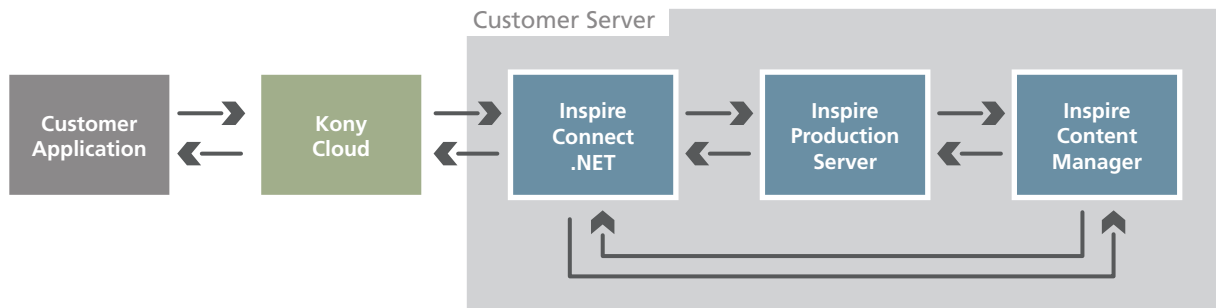 Customer Server
Customer
Application
Kony
Cloud
Inspire
Connect
.NET
Inspire
Production
Server
Inspire
Content
Manager